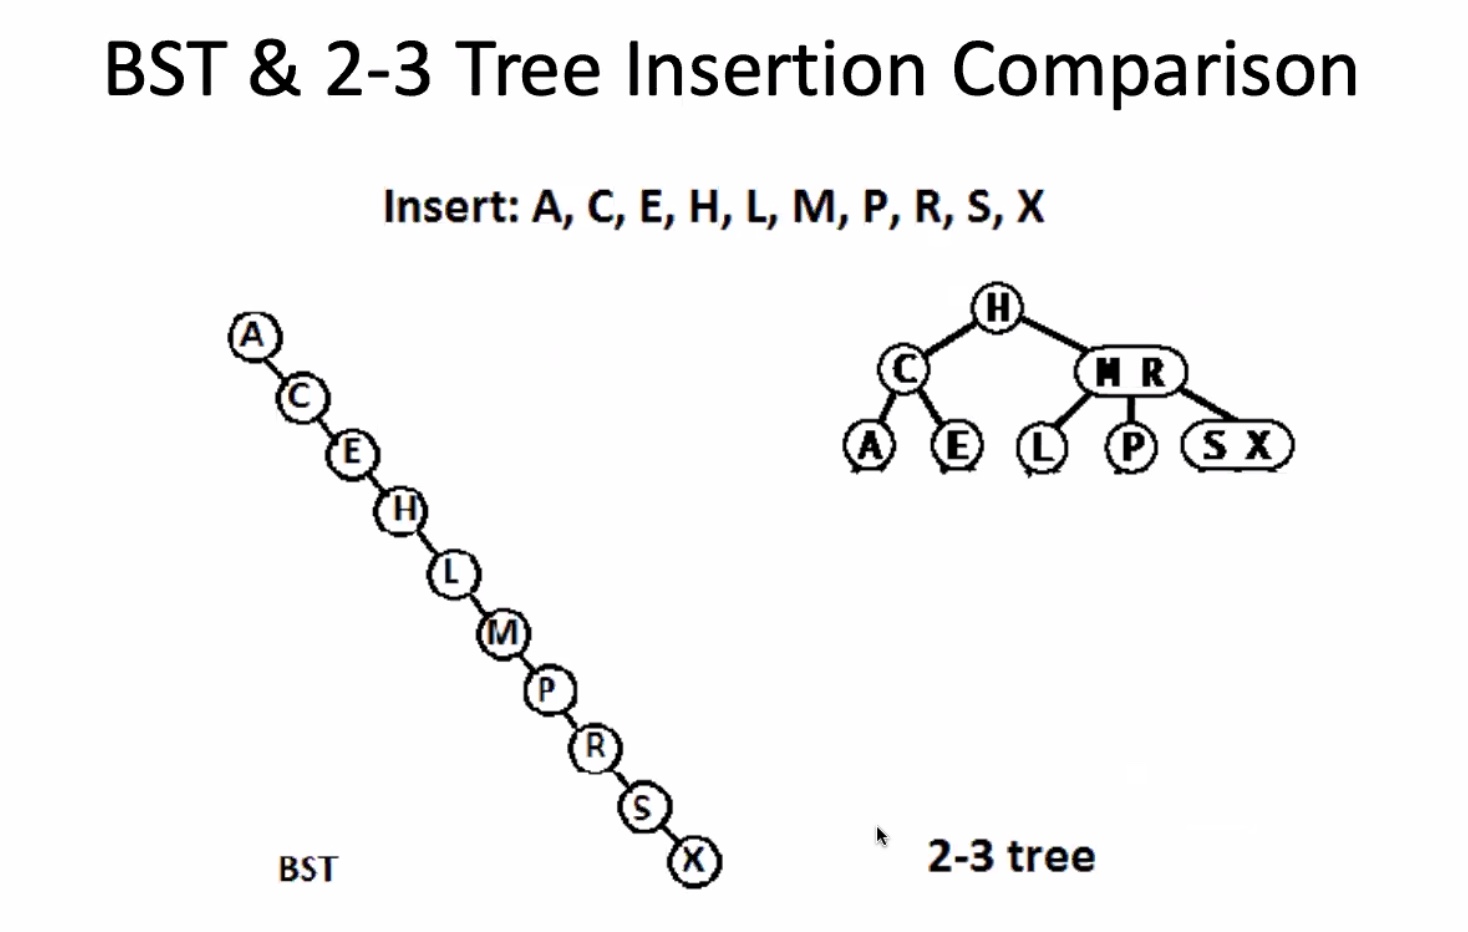 BST & 2-3 Tree Insertion Comparison
Insert: A, C, E, H, L, M, P, R, S, X
A
C
E
H
L
M
P
R
S
X
BST
H
C
M R
A
E
L
P
S X
2-3 tree